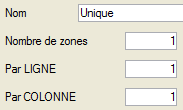 Nom Unique
Nombre de zones 1
Par LIGNE 1
Par COLONNE 1